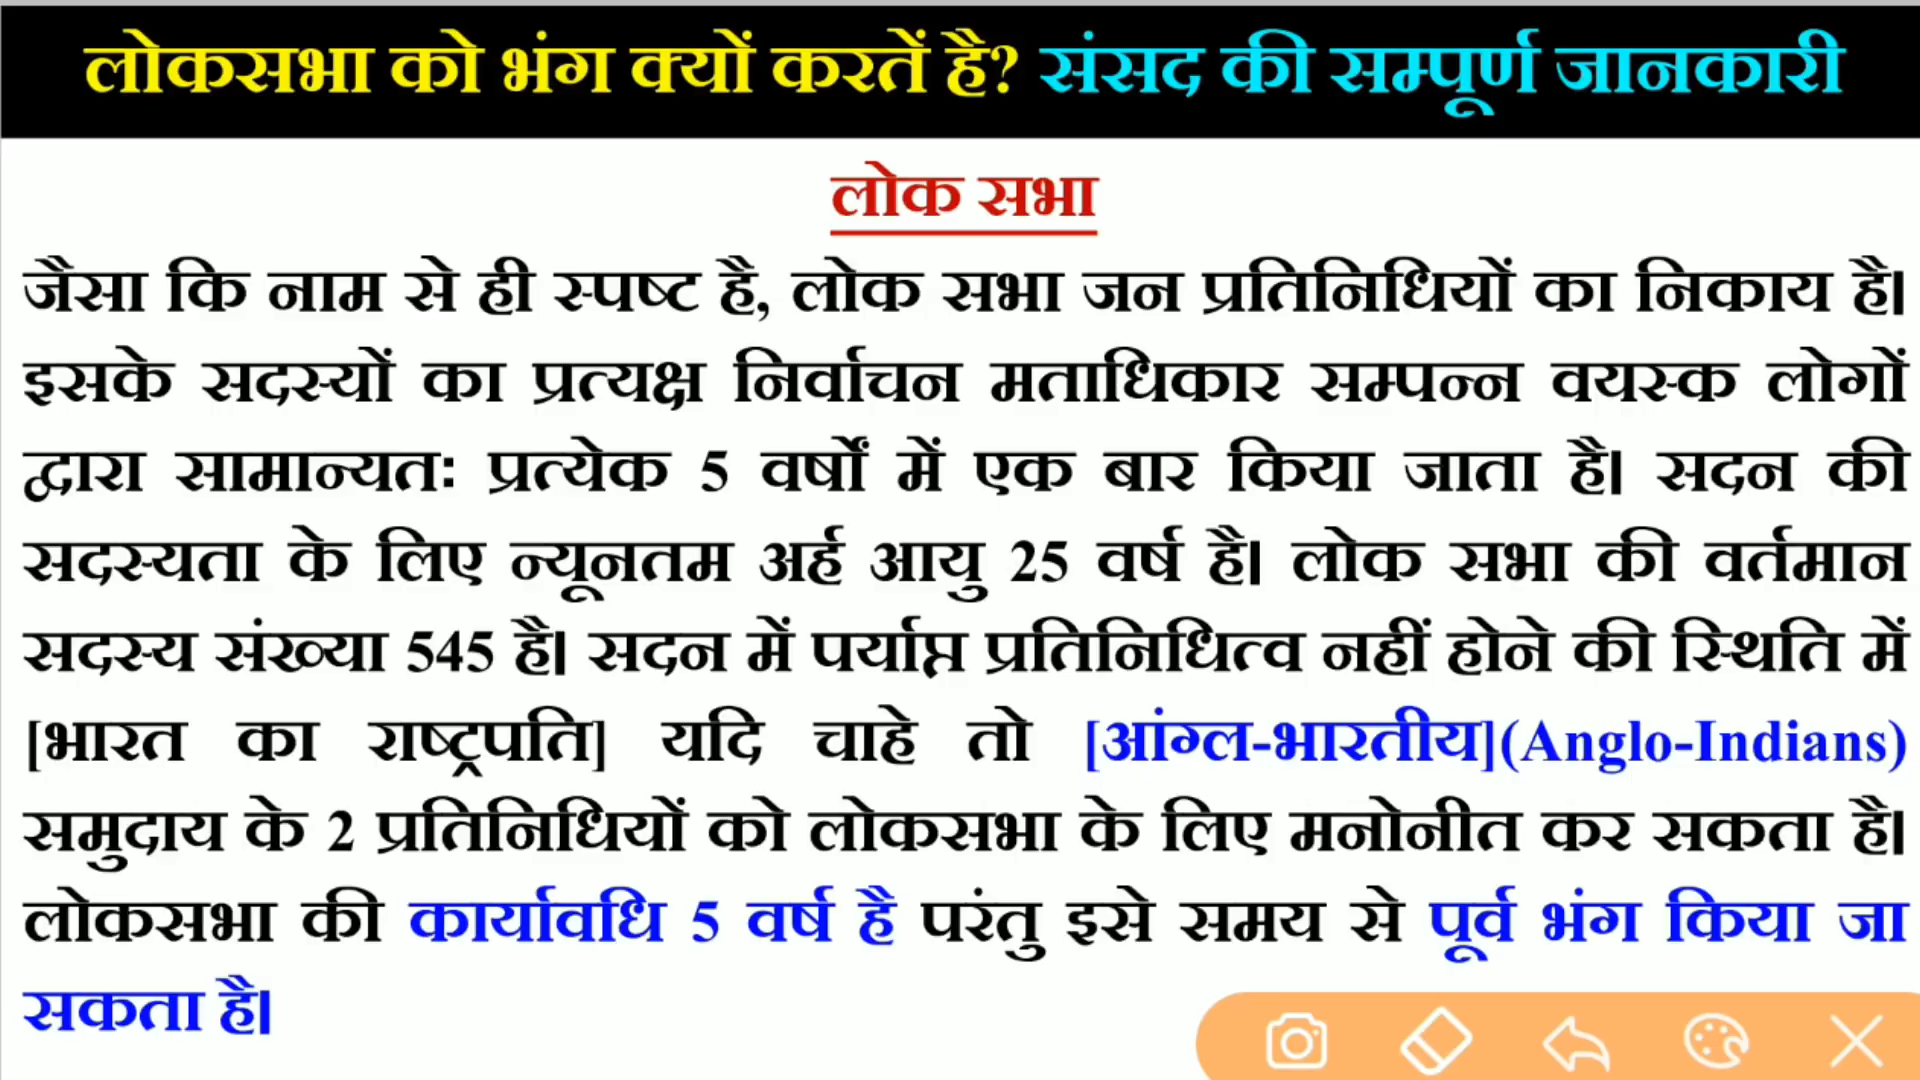 लोकसभा को भंग क्यों करतें है? संसद की सम्पूर्ण जानकारी
लोक सभा
जैसा कि नाम से ही स्पष्ट है, लोक सभा जन प्रतिनिधियों का निकाय है।
इसके सदस्यों का प्रत्यक्ष निर्वाचन मताधिकार सम्पन्न वयस्क लोगों
द्वारा सामान्यतः प्रत्येक 5 वर्षों में एक बार किया जाता है। सदन की
सदस्यता के लिए न्यूनतम अर्ह आयु 25 वर्ष है। लोक सभा की वर्तमान
सदस्य संख्या 545 है। सदन में पर्याप्त प्रतिनिधित्व नहीं होने की स्थिति में
[भारत का राष्ट्रपति] यदि चाहे तो [आंग्ल-भारतीय](Anglo-Indians)
समुदाय के 2 प्रतिनिधियों को लोकसभा के लिए मनोनीत कर सकता है।
लोकसभा की कार्यावधि 5 वर्ष है परंतु इसे समय से पूर्व भंग किया जा
सकता है।